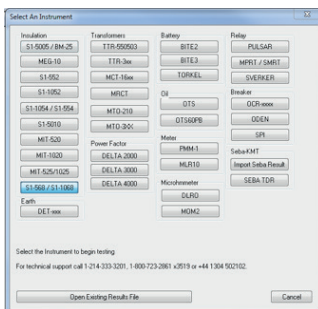 Select An Instrument
Insulation
S1-5005 / BM-25
MEG-10
S1-552
S1-1052
S1-1054 / S1-554
S1-5010
MIT-520
MIT-1020
MIT-525/1025
S1-568 / S1-1068
Earth
DET-xxx
Transformers
TTR-550503
TTR-3xx
MCT-16xx
MRCT
MTO-210
MTO-3XX
Power Factor
DELTA 2000
DELTA 3000
DELTA 4000
Battery
BITE2
BITE3
TORKEL
Oil
OTS
OTS60PB
Meter
PMM-1
MLR10
Microhmmeter
DLRO
MOM2
Relay
PULSAR
MPRT / SMRT
SVERKER
Breaker
OCR-xxxx
ODEN
SPI
Seba-KMT
Import Seba Result
SEBA TDR
Select the Instrument to begin testing
For technical support call 1-214-333-3201, 1-800-723-2861 x3519 or +44 1304 502102.
Open Existing Results File
Cancel